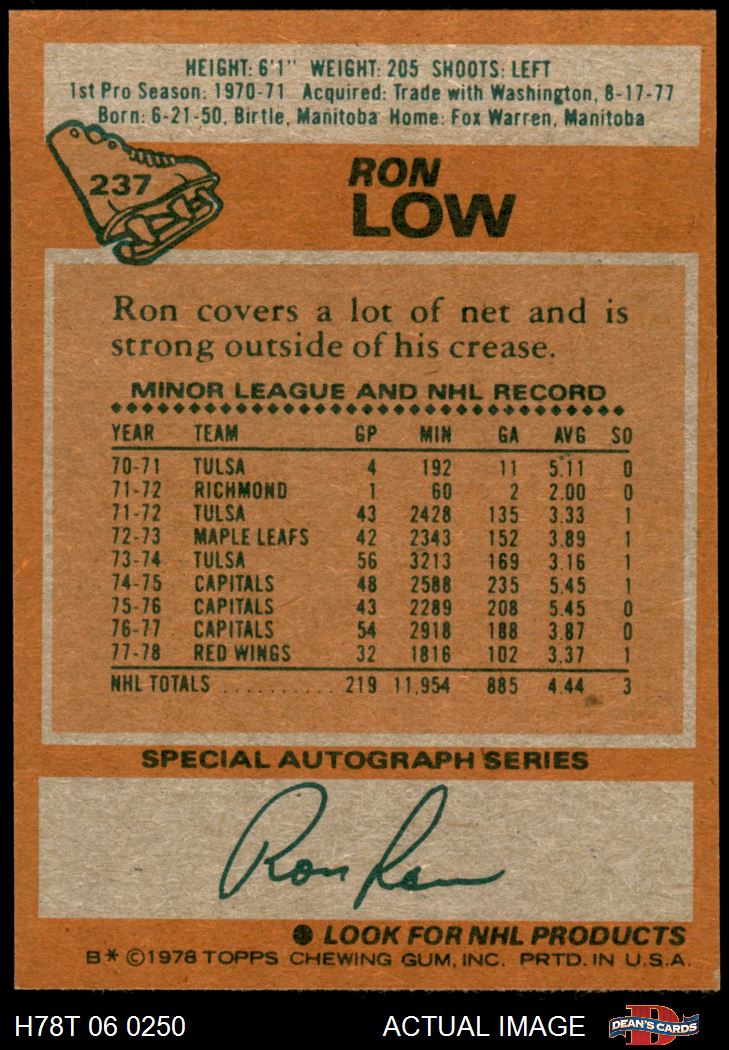 HEIGHT: 6'1" WEIGHT: 205 SHOOTS: LEFT
1st Pro Season: 1970-71 Acquired: Trade with Washington, 8-17-77
Born: 6-21-50, Birtle, Manitoba Home: Fox Warren, Manitoba
237
RON
LOW
Ron covers a lot of net and is
strong outside of his crease.
MINOR LEAGUE AND NHL RECORD
YEAR TEAM GP MIN GA AVG SO
70-71 TULSA 4 192 11 5.11 0
71-72 RICHMOND 1 60 2 2.00 0
71-72 TULSA 43 2428 135 3.33 1
72-73 MAPLE LEAFS 42 2343 152 3.89 1
73-74 TULSA 56 3213 169 3.16 1
74-75 CAPITALS 48 2588 235 5.45 1
75-76 CAPITALS 43 2289 208 5.45 0
76-77 CAPITALS 54 2918 188 3.87 0
77-78 RED WINGS 32 1816 102 3.37 1
NHL TOTALS .......... 219 11,954 885 4.44 3
SPECIAL AUTOGRAPH SERIES
Ron Low
● LOOK FOR NHL PRODUCTS
B* ©1978 TOPPS CHEWING GUM, INC. PRTD. IN U.S.A.
H78T 06 0250 ACTUAL IMAGE DEAN'S CARDS